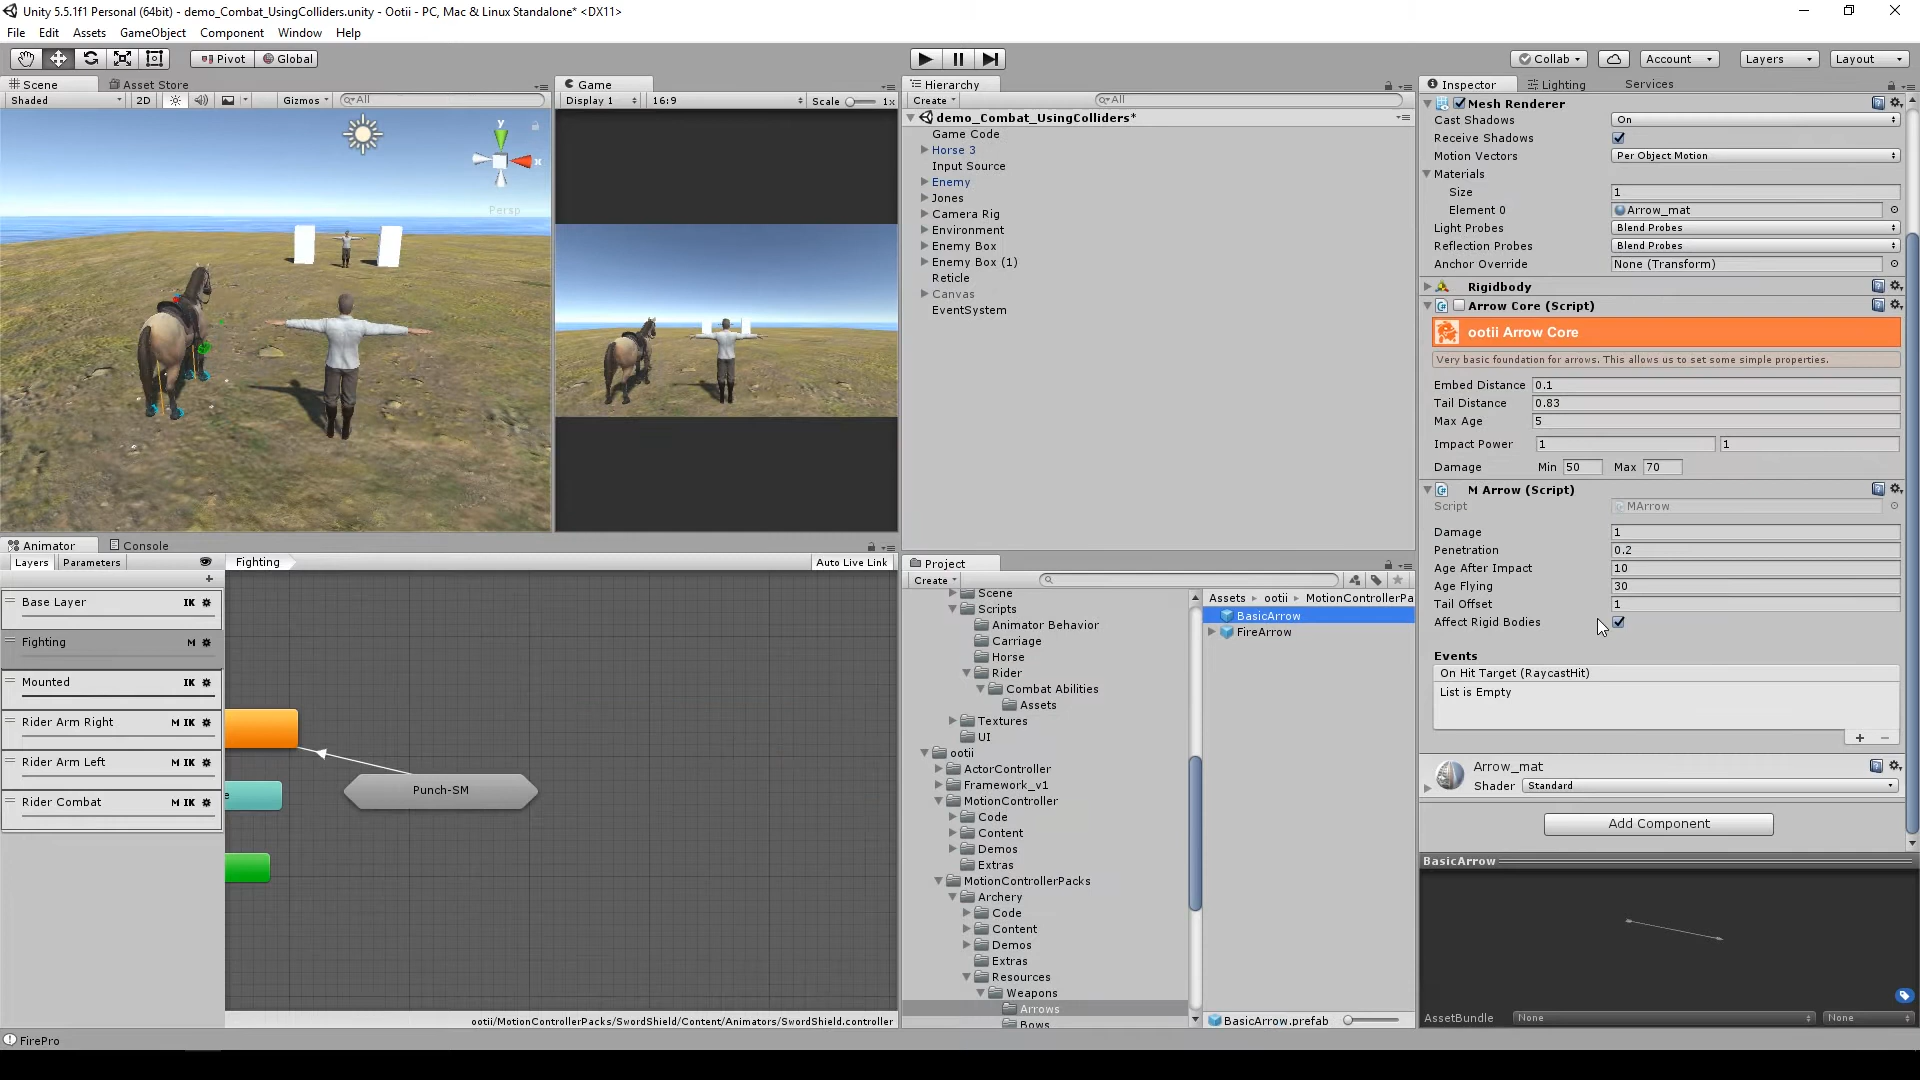 Unity 5.5.1f1 Personal (64bit) - demo_Combat_UsingColliders.unity - Ootii - PC, Mac & Linux Standalone* <DX11>
File Edit Assets GameObject Component Window Help
Pivot Global Collab Account Layers Layout
Scene Asset Store
Shaded 2D Gizmos All
y
x
Persp
Game
Display 1 16:9 Scale 1x
Hierarchy
Create All
demo_Combat_UsingColliders*
Game Code
Horse 3
Input Source
Enemy
Jones
Camera Rig
Environment
Enemy Box
Enemy Box (1)
Reticle
Canvas
EventSystem
Inspector Lighting Services
Mesh Renderer
Cast Shadows On
Receive Shadows
Motion Vectors Per Object Motion
Materials
Size 1
Element 0 Arrow_mat
Light Probes Blend Probes
Reflection Probes Blend Probes
Anchor Override None (Transform)
Rigidbody
Arrow Core (Script)
ootii Arrow Core
Very basic foundation for arrows. This allows us to set some simple properties.
Embed Distance 0.1
Tail Distance 0.83
Max Age 5
Impact Power 1 1
Damage Min 50 Max 70
M Arrow (Script)
Script MArrow
Damage 1
Penetration 0.2
Age After Impact 10
Age Flying 30
Tail Offset 1
Affect Rigid Bodies
Events
On Hit Target (RaycastHit)
List is Empty
Arrow_mat
Shader Standard
Add Component
BasicArrow
AssetBundle None None
Animator Console
Layers Parameters Fighting Auto Live Link
Base Layer IK
Fighting M
Mounted IK
Rider Arm Right M IK
Rider Arm Left M IK
Rider Combat M IK
e
Punch-SM
ootii/MotionControllerPacks/SwordShield/Content/Animators/SwordShield.controller
Project
Create
Scene
Scripts
Animator Behavior
Carriage
Horse
Rider
Combat Abilities
Assets
Textures
UI
ootii
ActorController
Framework_v1
MotionController
Code
Content
Demos
Extras
MotionControllerPacks
Archery
Code
Content
Demos
Extras
Resources
Weapons
Arrows
Bows
Assets ootii MotionControllerPa
BasicArrow
FireArrow
BasicArrow.prefab
FirePro